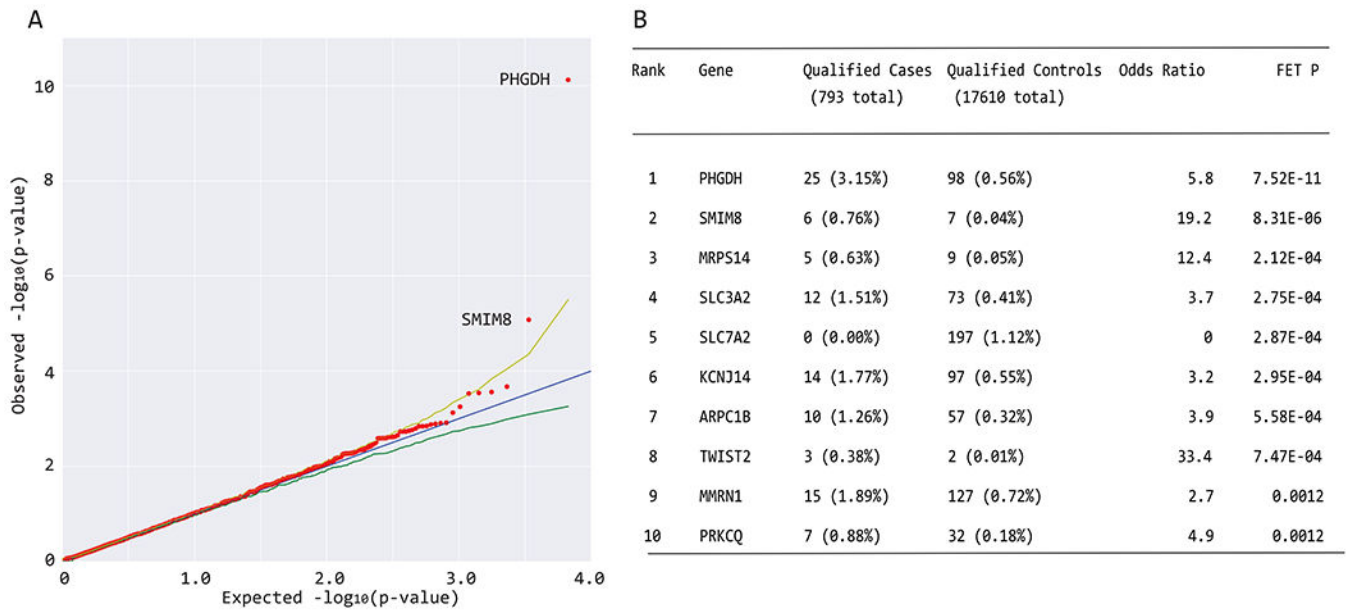 A
PHGDH
SMIM8
Observed -log10(p-value)
10
8
6
4
2
0
0.0
1.0
2.0
3.0
4.0
Expected -log10(p-value)
B
Rank Gene Qualified Cases Qualified Controls Odds Ratio FET P
(793 total) (17610 total)
1 PHGDH 25 (3.15%) 98 (0.56%) 5.8 7.52E-11
2 SMIM8 6 (0.76%) 7 (0.04%) 19.2 8.31E-06
3 MRPS14 5 (0.63%) 9 (0.05%) 12.4 2.12E-04
4 SLC3A2 12 (1.51%) 73 (0.41%) 3.7 2.75E-04
5 SLC7A2 0 (0.00%) 197 (1.12%) 0 2.87E-04
6 KCNJ14 14 (1.77%) 97 (0.55%) 3.2 2.95E-04
7 ARPC1B 10 (1.26%) 57 (0.32%) 3.9 5.58E-04
8 TWIST2 3 (0.38%) 2 (0.01%) 33.4 7.47E-04
9 MMRN1 15 (1.89%) 127 (0.72%) 2.7 0.0012
10 PRKCQ 7 (0.88%) 32 (0.18%) 4.9 0.0012